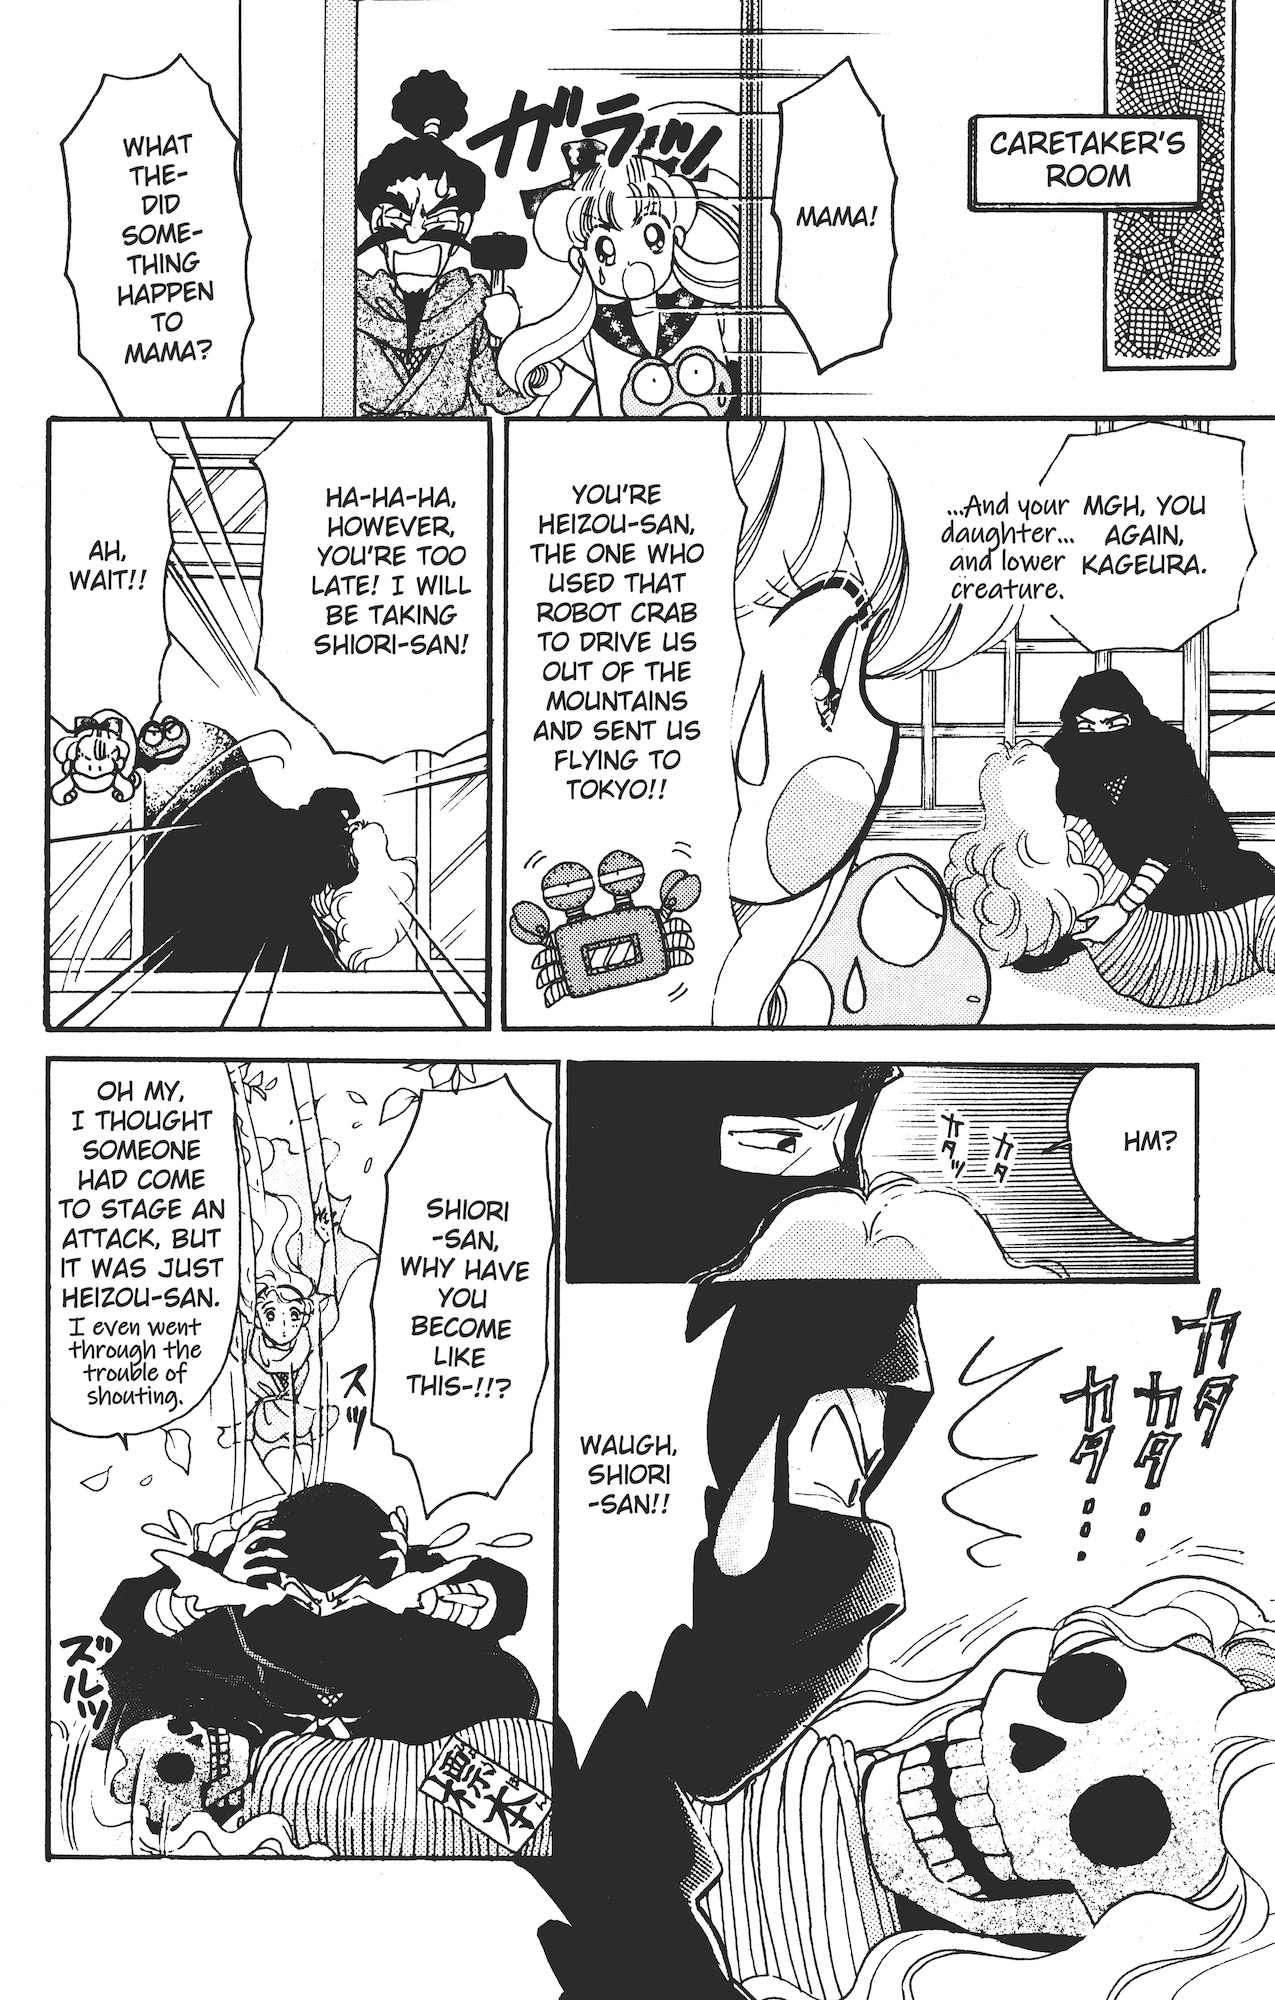 CARETAKER'S
ROOM
MAMA!
ガラッ
WHAT
THE-
DID
SOME-
THING
HAPPEN
TO
MAMA?
MGH, YOU
AGAIN,
KAGEURA.
...And your
daughter...
and lower
creature.
YOU'RE
HEIZOU-SAN,
THE ONE WHO
USED THAT
ROBOT CRAB
TO DRIVE US
OUT OF THE
MOUNTAINS
AND SENT US
FLYING TO
TOKYO!!
HA-HA-HA,
HOWEVER,
YOU'RE TOO
LATE! I WILL
BE TAKING
SHIORI-SAN!
AH,
WAIT!!
HM?
カタ
カタッ
カタ
カタ...
カタ...
WAUGH,
SHIORI
-SAN!!
SHIORI
-SAN,
WHY HAVE
YOU
BECOME
LIKE
THIS-!!?
スッ
OH MY,
I THOUGHT
SOMEONE
HAD COME
TO STAGE AN
ATTACK, BUT
IT WAS JUST
HEIZOU-SAN.
I even went
through the
trouble of
shouting.
ズルッ